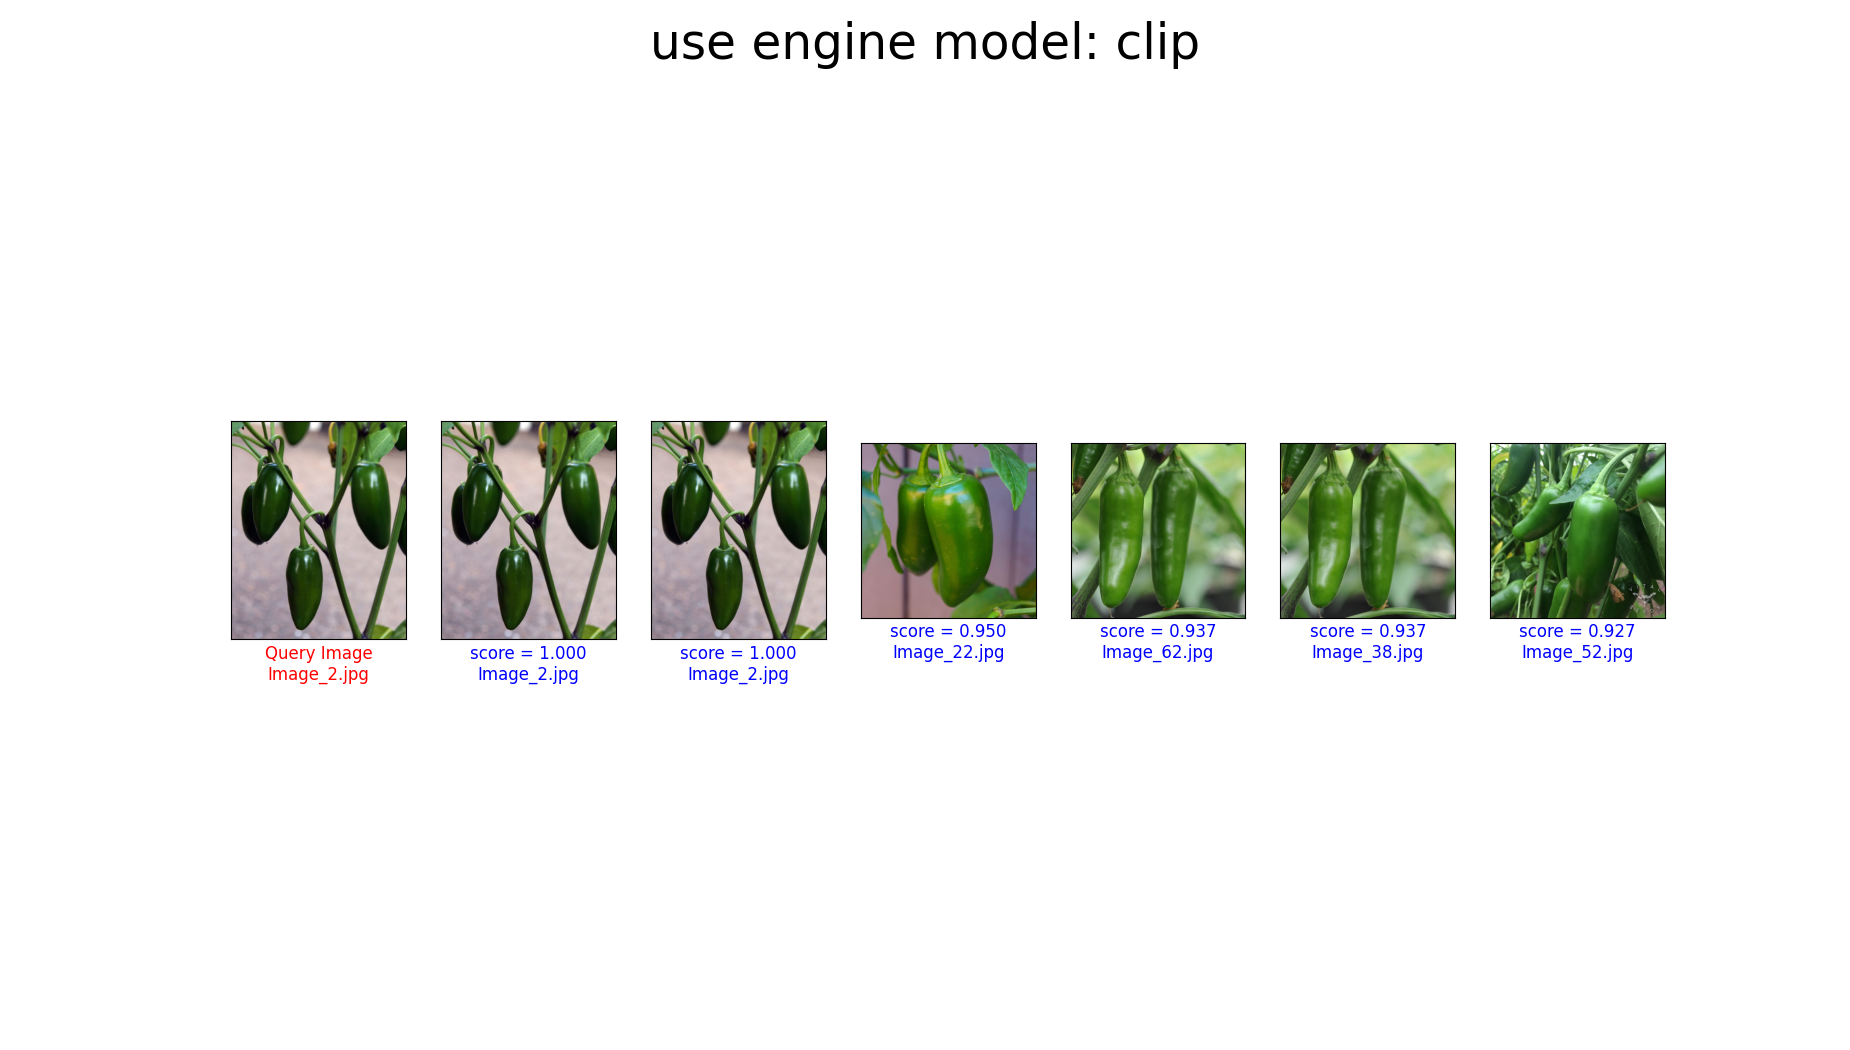 use engine model: clip
Query Image
Image_2.jpg
score = 1.000
Image_2.jpg
score = 1.000
Image_2.jpg
score = 0.950
Image_22.jpg
score = 0.937
Image_62.jpg
score = 0.937
Image_38.jpg
score = 0.927
Image_52.jpg